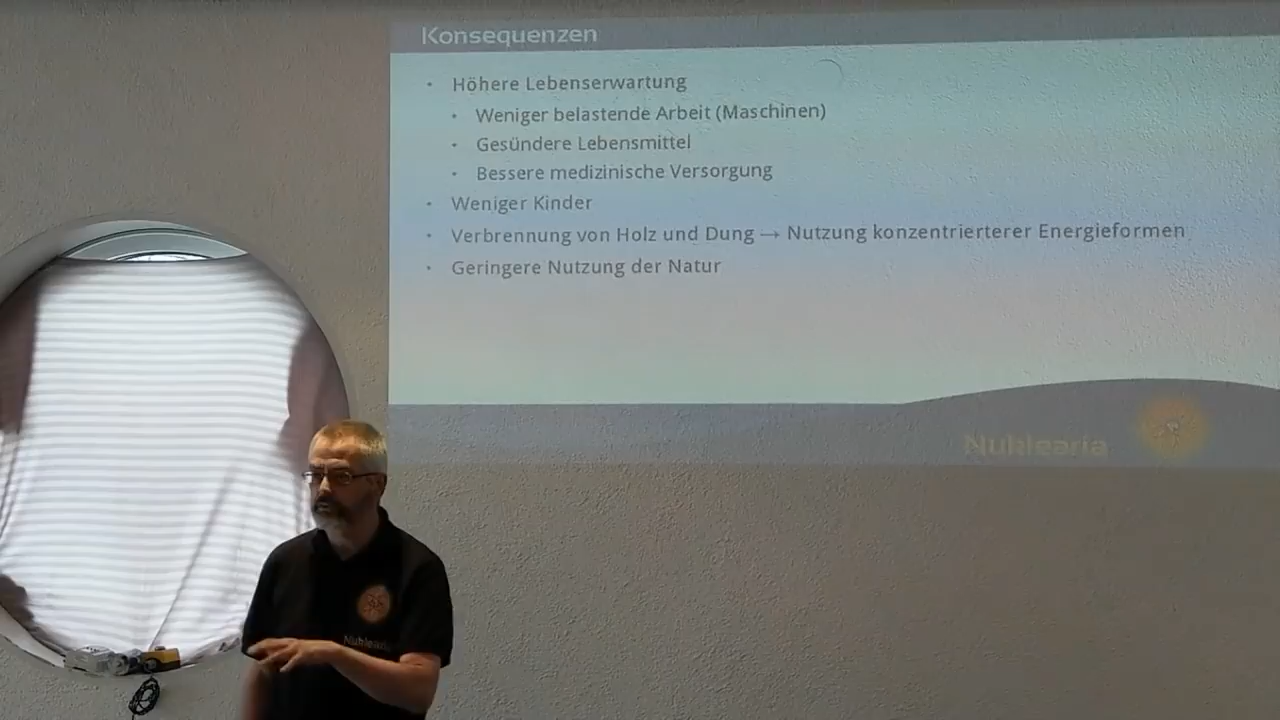 Konsequenzen
• Höhere Lebenserwartung
• Weniger belastende Arbeit (Maschinen)
• Gesündere Lebensmittel
• Bessere medizinische Versorgung
• Weniger Kinder
• Verbrennung von Holz und Dung → Nutzung konzentrierterer Energieformen
• Geringere Nutzung der Natur
Nuklearia
Nuklearia